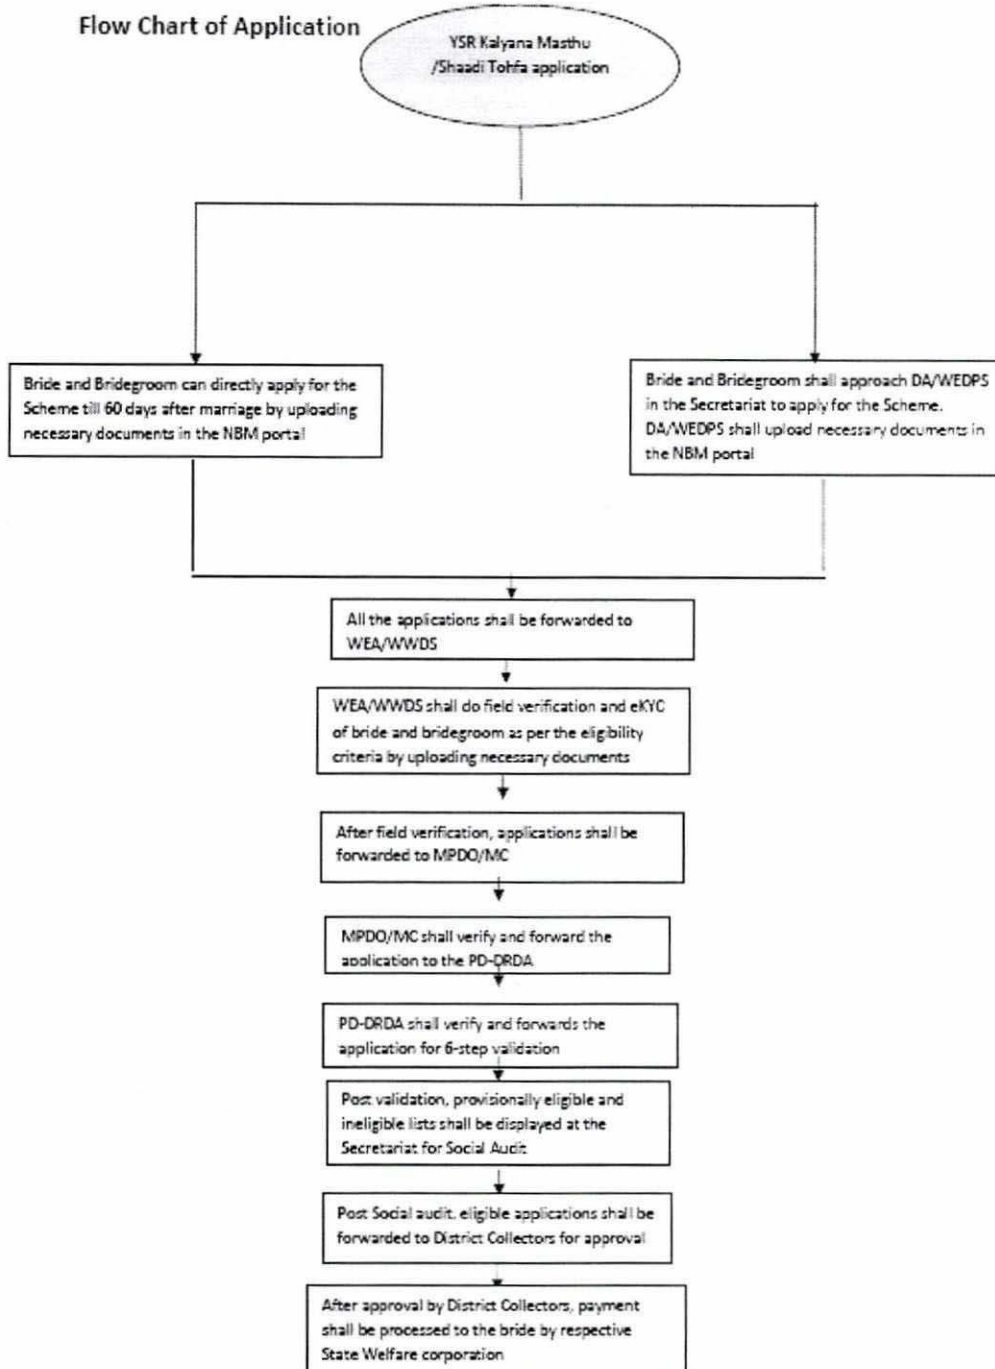 Flow Chart of Application
YSR Kalyana Masthu
/Shaadi Tohfa application
Bride and Bridegroom can directly apply for the
Scheme till 60 days after marriage by uploading
necessary documents in the NBM portal
Bride and Bridegroom shall approach DA/WEDPS
in the Secretariat to apply for the Scheme.
DA/WEDPS shall upload necessary documents in
the NBM portal
All the applications shall be forwarded to
WEA/WWDS
WEA/WWDS shall do field verification and eKYC
of bride and bridegroom as per the eligibility
criteria by uploading necessary documents
After field verification, applications shall be
forwarded to MPDO/MC
MPDO/MC shall verify and forward the
application to the PD-DRDA
PD-DRDA shall verify and forwards the
application for 6-step validation
Post validation, provisionally eligible and
ineligible lists shall be displayed at the
Secretariat for Social Audit
Post Social audit, eligible applications shall be
forwarded to District Collectors for approval
After approval by District Collectors, payment
shall be processed to the bride by respective
State Welfare corporation